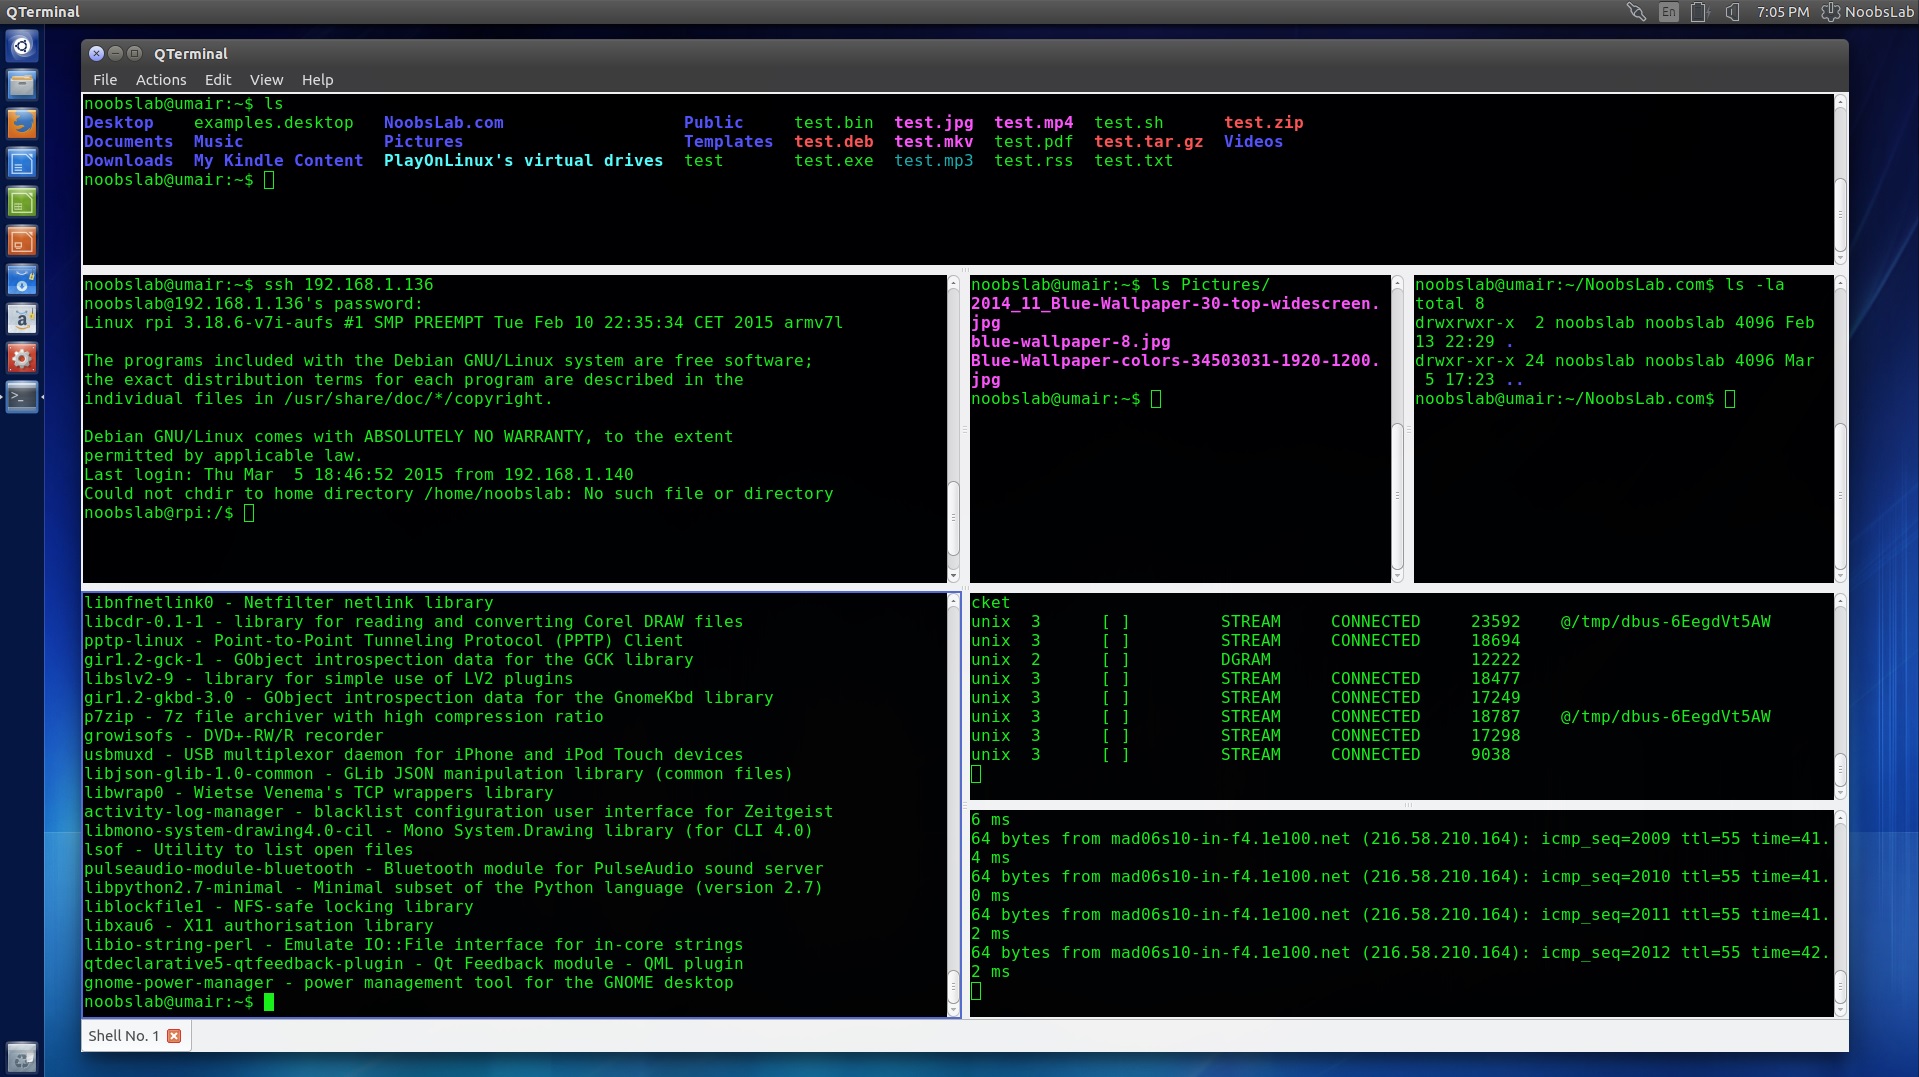 QTerminal
En
7:05 PM
NoobsLab
QTerminal
File Actions Edit View Help
noobslab@umair:~$ ls
Desktop    examples.desktop   NoobsLab.com                  Public     test.bin  test.jpg  test.mp4  test.sh      test.zip
Documents  Music              Pictures                      Templates  test.deb  test.mkv  test.pdf  test.tar.gz  Videos
Downloads  My Kindle Content  PlayOnLinux's virtual drives  test       test.exe  test.mp3  test.rss  test.txt
noobslab@umair:~$
noobslab@umair:~$ ssh 192.168.1.136
noobslab@192.168.1.136's password:
Linux rpi 3.18.6-v7i-aufs #1 SMP PREEMPT Tue Feb 10 22:35:34 CET 2015 armv7l
The programs included with the Debian GNU/Linux system are free software;
the exact distribution terms for each program are described in the
individual files in /usr/share/doc/*/copyright.
Debian GNU/Linux comes with ABSOLUTELY NO WARRANTY, to the extent
permitted by applicable law.
Last login: Thu Mar  5 18:46:52 2015 from 192.168.1.140
Could not chdir to home directory /home/noobslab: No such file or directory
noobslab@rpi:/$
noobslab@umair:~$ ls Pictures/
2014_11_Blue-Wallpaper-30-top-widescreen.
jpg
blue-wallpaper-8.jpg
Blue-Wallpaper-colors-34503031-1920-1200.
jpg
noobslab@umair:~$
noobslab@umair:~/NoobsLab.com$ ls -la
total 8
drwxrwxr-x  2 noobslab noobslab 4096 Feb
13 22:29 .
drwxr-xr-x 24 noobslab noobslab 4096 Mar
 5 17:23 ..
noobslab@umair:~/NoobsLab.com$
libnfnetlink0 - Netfilter netlink library
libcdr-0.1-1 - library for reading and converting Corel DRAW files
pptp-linux - Point-to-Point Tunneling Protocol (PPTP) Client
gir1.2-gck-1 - GObject introspection data for the GCK library
libslv2-9 - library for simple use of LV2 plugins
gir1.2-gkbd-3.0 - GObject introspection data for the GnomeKbd library
p7zip - 7z file archiver with high compression ratio
growisofs - DVD+-RW/R recorder
usbmuxd - USB multiplexor daemon for iPhone and iPod Touch devices
libjson-glib-1.0-common - GLib JSON manipulation library (common files)
libwrap0 - Wietse Venema's TCP wrappers library
activity-log-manager - blacklist configuration user interface for Zeitgeist
libmono-system-drawing4.0-cil - Mono System.Drawing library (for CLI 4.0)
lsof - Utility to list open files
pulseaudio-module-bluetooth - Bluetooth module for PulseAudio sound server
libpython2.7-minimal - Minimal subset of the Python language (version 2.7)
liblockfile1 - NFS-safe locking library
libxau6 - X11 authorisation library
libio-string-perl - Emulate IO::File interface for in-core strings
qtdeclarative5-qtfeedback-plugin - Qt Feedback module - QML plugin
gnome-power-manager - power management tool for the GNOME desktop
noobslab@umair:~$
cket
unix  3      [ ]         STREAM     CONNECTED     23592    @/tmp/dbus-6EegdVt5AW
unix  3      [ ]         STREAM     CONNECTED     18694
unix  2      [ ]         DGRAM                    12222
unix  3      [ ]         STREAM     CONNECTED     18477
unix  3      [ ]         STREAM     CONNECTED     17249
unix  3      [ ]         STREAM     CONNECTED     18787    @/tmp/dbus-6EegdVt5AW
unix  3      [ ]         STREAM     CONNECTED     17298
unix  3      [ ]         STREAM     CONNECTED     9038
6 ms
64 bytes from mad06s10-in-f4.1e100.net (216.58.210.164): icmp_seq=2009 ttl=55 time=41.
4 ms
64 bytes from mad06s10-in-f4.1e100.net (216.58.210.164): icmp_seq=2010 ttl=55 time=41.
0 ms
64 bytes from mad06s10-in-f4.1e100.net (216.58.210.164): icmp_seq=2011 ttl=55 time=41.
2 ms
64 bytes from mad06s10-in-f4.1e100.net (216.58.210.164): icmp_seq=2012 ttl=55 time=42.
2 ms
Shell No. 1